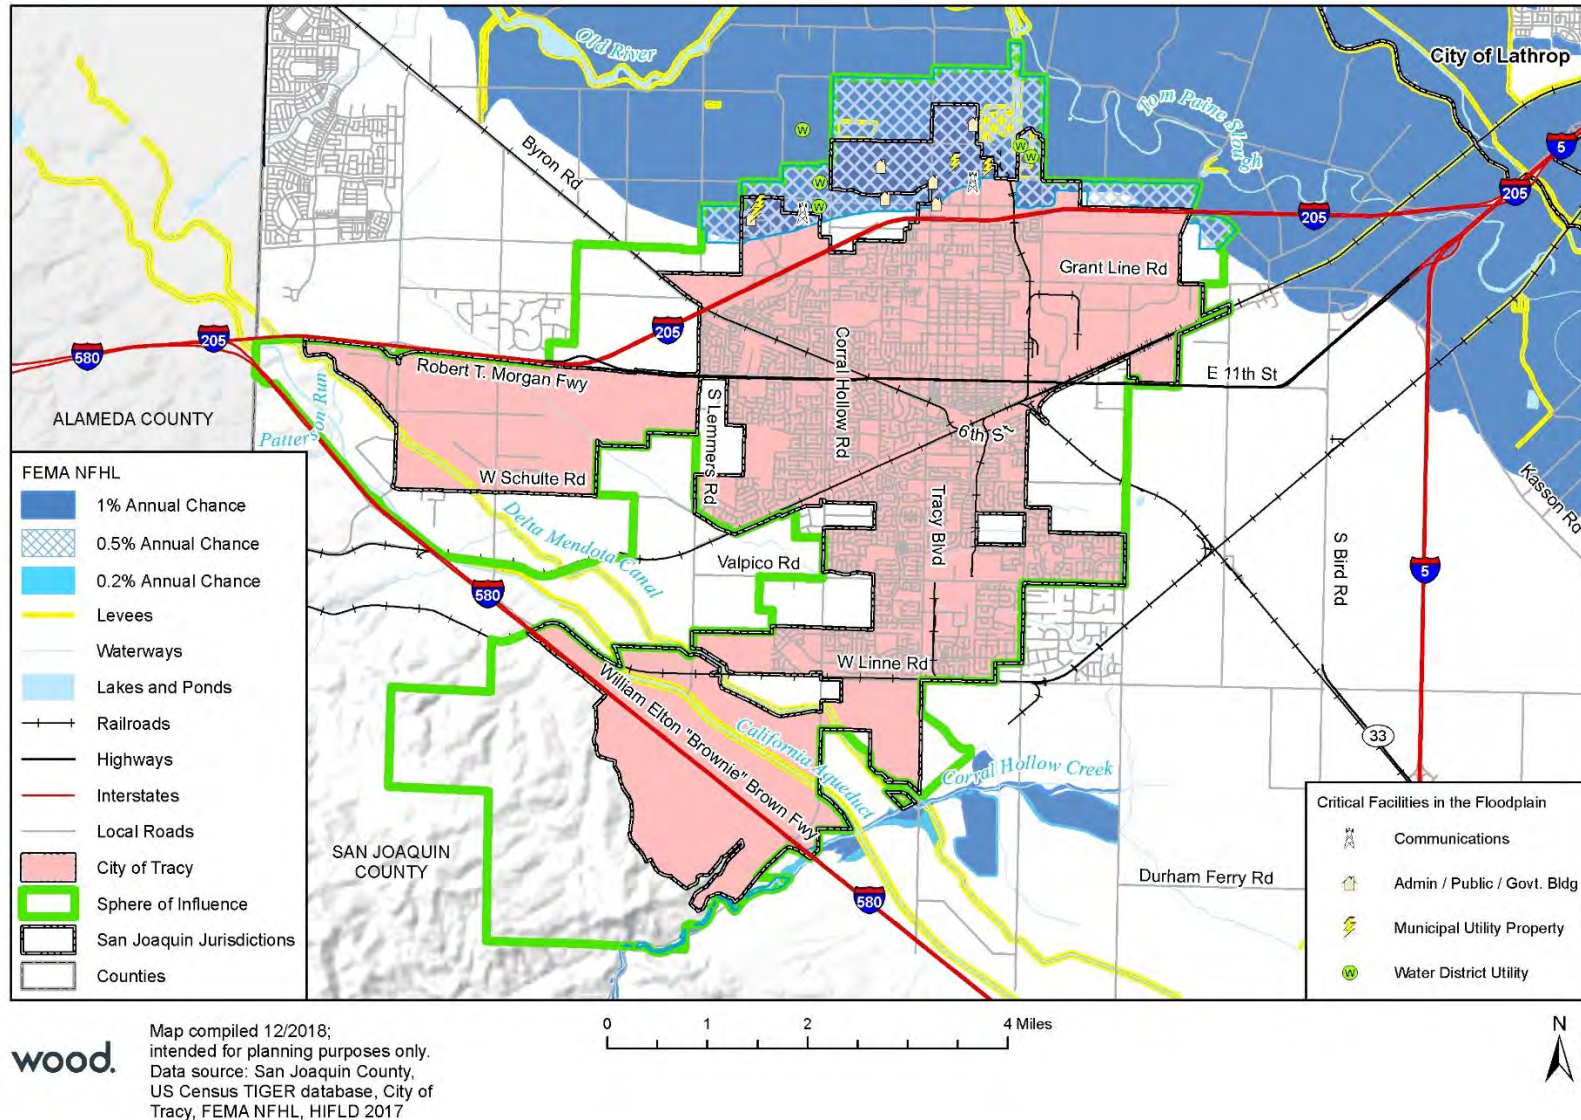 Old River
City of Lathrop
Tom Paine Slough
5
Byron Rd
205
205
Grant Line Rd
205
205
580
Corral Hollow Rd
Robert T. Morgan Fwy
E 11th St
S Lemmers Rd
ALAMEDA COUNTY
Patterson Run
6th St
W Schulte Rd
Kasson Rd
Tracy Blvd
Delta Mendota Canal
Valpico Rd
S Bird Rd
5
580
W Linne Rd
William Elton "Brownie" Brown Fwy
California Aqueduct
33
Corral Hollow Creek
SAN JOAQUIN
COUNTY
Durham Ferry Rd
580
FEMA NFHL
1% Annual Chance
0.5% Annual Chance
0.2% Annual Chance
Levees
Waterways
Lakes and Ponds
Railroads
Highways
Interstates
Local Roads
City of Tracy
Sphere of Influence
San Joaquin Jurisdictions
Counties
Critical Facilities in the Floodplain
Communications
Admin / Public / Govt. Bldg
Municipal Utility Property
W Water District Utility
wood.
Map compiled 12/2018;
intended for planning purposes only.
Data source: San Joaquin County,
US Census TIGER database, City of
Tracy, FEMA NFHL, HIFLD 2017
0 1 2 4 Miles
N